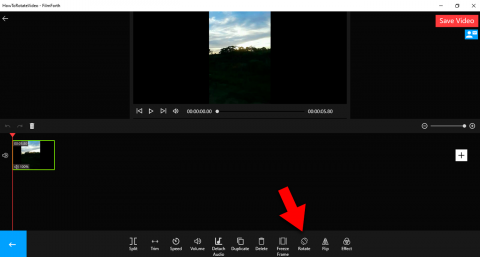 HowToRotateVideo - FilmForth
Save Video
00:00:00.00
00:00:05.80
Split
Trim
Speed
Volume
Detach Audio
Duplicate
Delete
Freeze Frame
Rotate
Flip
Effect